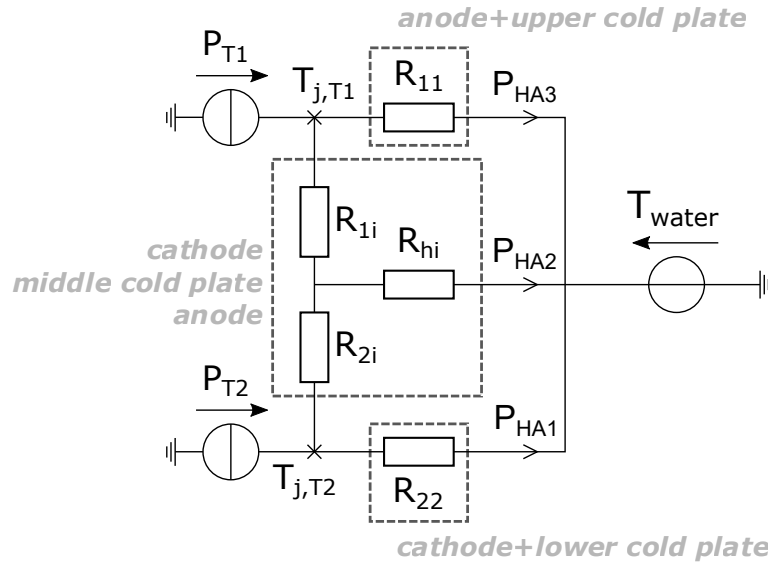 anode+upper cold plate
P_T1
T_j,T1
R_11
P_HA3
R_1i
R_hi
P_HA2
T_water
cathode
middle cold plate
anode
R_2i
P_T2
T_j,T2
R_22
P_HA1
cathode+lower cold plate